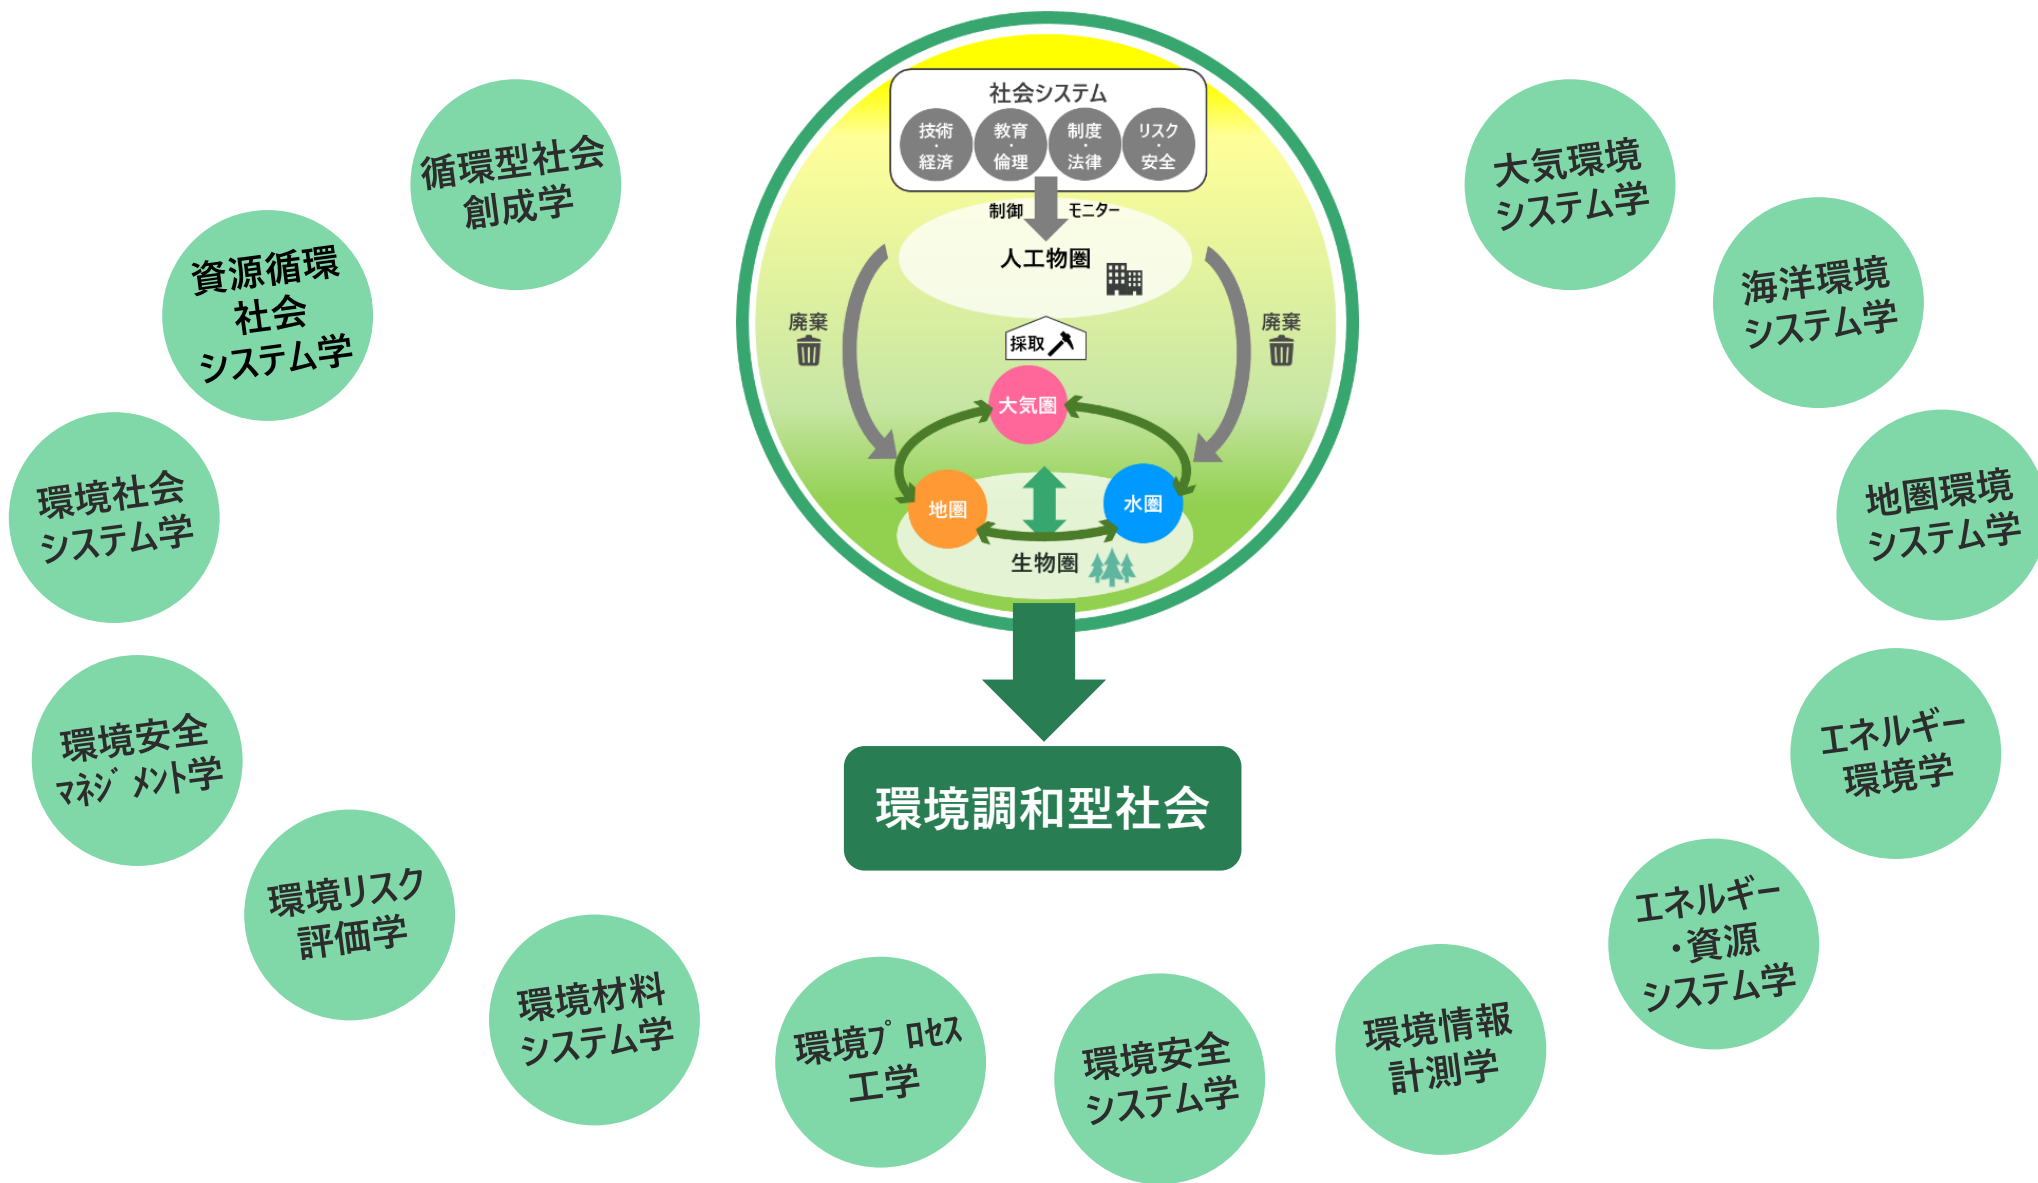 社会システム
技術
・
経済
教育
・
倫理
制度
・
法律
リスク
・
安全
制御
モニター
人工物圏
廃棄
廃棄
採取
大気圏
地圏
水圏
生物圏
環境調和型社会
循環型社会
創成学
資源循環
社会
システム学
環境社会
システム学
環境安全
ﾏﾈｼﾞﾒﾝﾄ学
環境リスク
評価学
環境材料
システム学
環境ﾌﾟﾛｾｽ
工学
環境安全
システム学
環境情報
計測学
エネルギー
・資源
システム学
エネルギー
環境学
地圏環境
システム学
海洋環境
システム学
大気環境
システム学